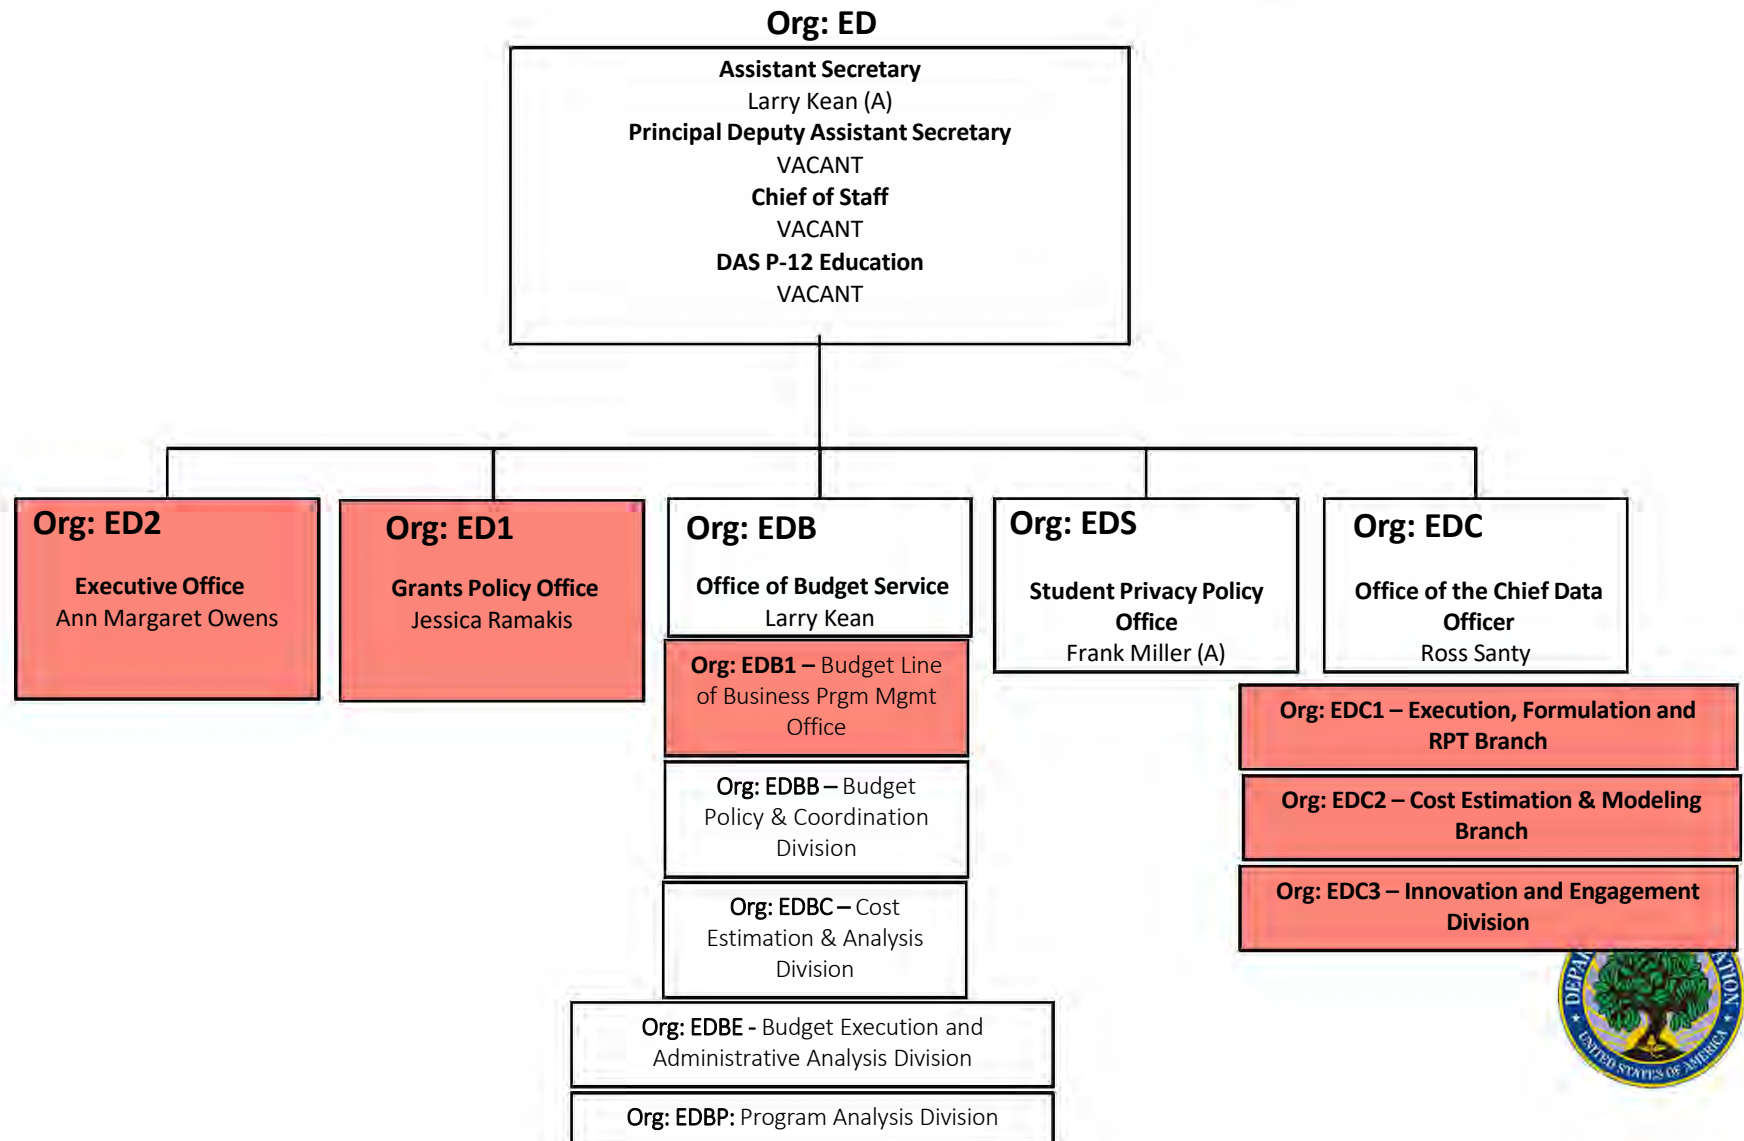 Org: ED
Assistant Secretary
Larry Kean (A)
Principal Deputy Assistant Secretary
VACANT
Chief of Staff
VACANT
DAS P-12 Education
VACANT
Org: ED2
Executive Office
Ann Margaret Owens
Org: ED1
Grants Policy Office
Jessica Ramakis
Org: EDB
Office of Budget Service
Larry Kean
Org: EDB1 – Budget Line
of Business Prgm Mgmt
Office
Org: EDBB – Budget
Policy & Coordination
Division
Org: EDBC – Cost
Estimation & Analysis
Division
Org: EDBE - Budget Execution and
Administrative Analysis Division
Org: EDBP: Program Analysis Division
Org: EDS
Student Privacy Policy
Office
Frank Miller (A)
Org: EDC
Office of the Chief Data
Officer
Ross Santy
Org: EDC1 – Execution, Formulation and
RPT Branch
Org: EDC2 – Cost Estimation & Modeling
Branch
Org: EDC3 – Innovation and Engagement
Division
UNITED STATES OF AMERICA